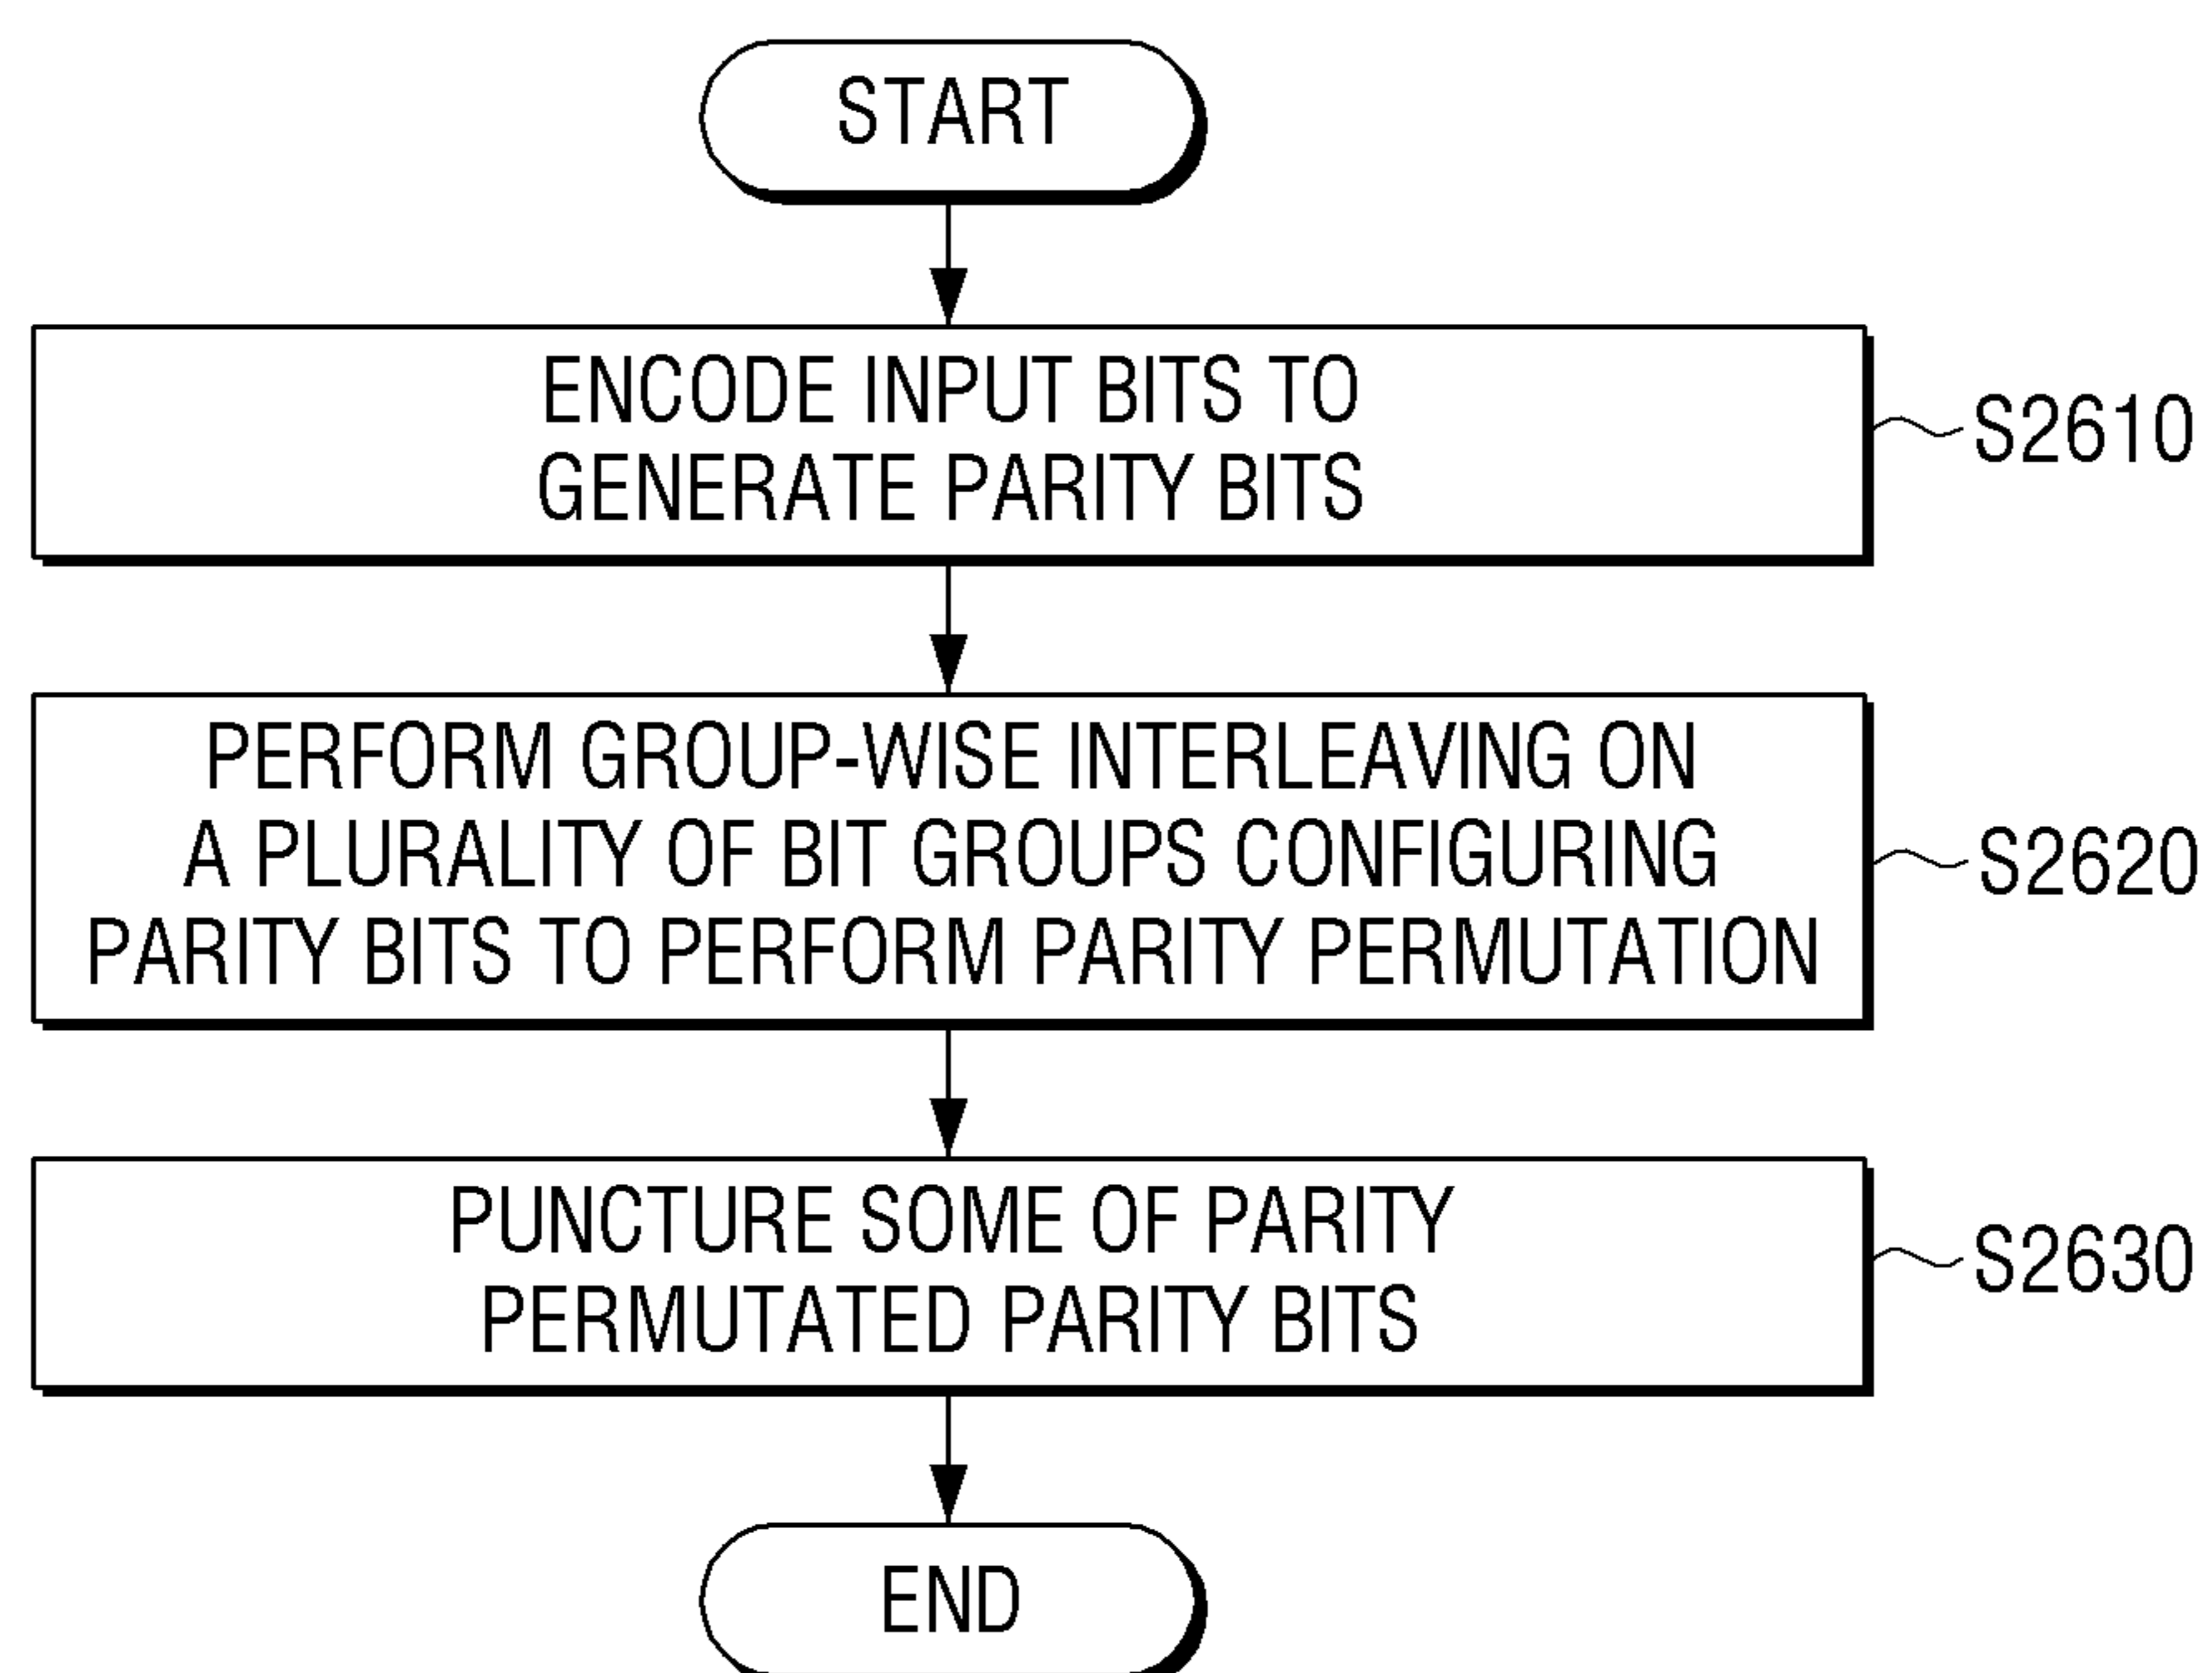 START
ENCODE INPUT BITS TO
GENERATE PARITY BITS
S2610
PERFORM GROUP-WISE INTERLEAVING ON
A PLURALITY OF BIT GROUPS CONFIGURING
PARITY BITS TO PERFORM PARITY PERMUTATION
S2620
PUNCTURE SOME OF PARITY
PERMUTATED PARITY BITS
S2630
END